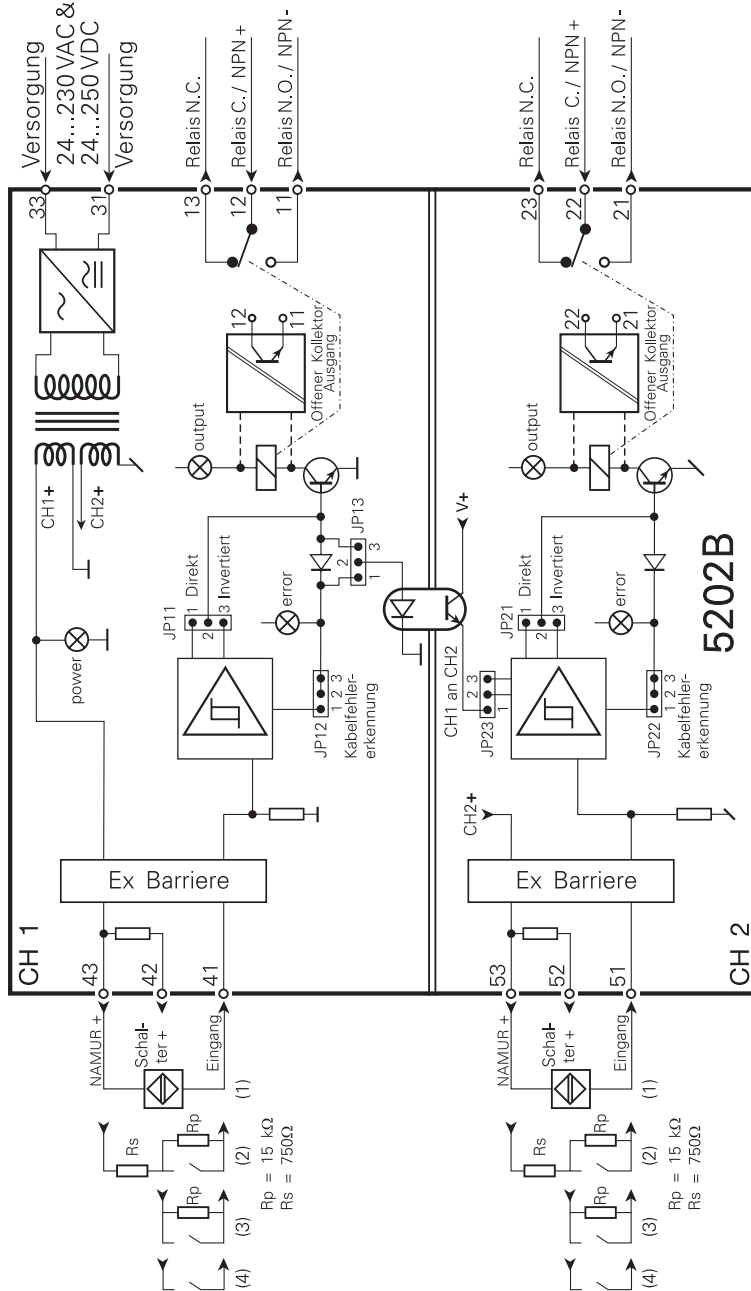 CH 1
Versorgung
24...230 VAC &
24...250 VDC
Versorgung
33
31
CH1+
CH2+
power
Relais N.C.
Relais C./ NPN +
Relais N.O./ NPN-
13
12
11
12
11
Offener Kollektor
Ausgang
output
JP11
1 Direkt
2
3 Invertiert
error
JP13
1
2
3
JP12
1 2 3
Kabelfehler-
erkennung
Ex Barriere
43
42
41
NAMUR +
Schal-
ter +
Eingang
(1)
Rs
Rp
(2)
Rp
(3)
(4)
Rp = 15 kΩ
Rs = 750Ω
V+
CH1 an CH2
JP23
1
2
3
CH2+
Relais N.C.
Relais C./ NPN +
Relais N.O./ NPN-
23
22
21
22
21
Offener Kollektor
Ausgang
output
JP21
1 Direkt
2
3 Invertiert
error
JP22
1 2 3
Kabelfehler-
erkennung
Ex Barriere
53
52
51
NAMUR +
Schal-
ter +
Eingang
(1)
Rs
Rp
(2)
Rp
(3)
(4)
Rp = 15 kΩ
Rs = 750Ω
CH 2
5202B